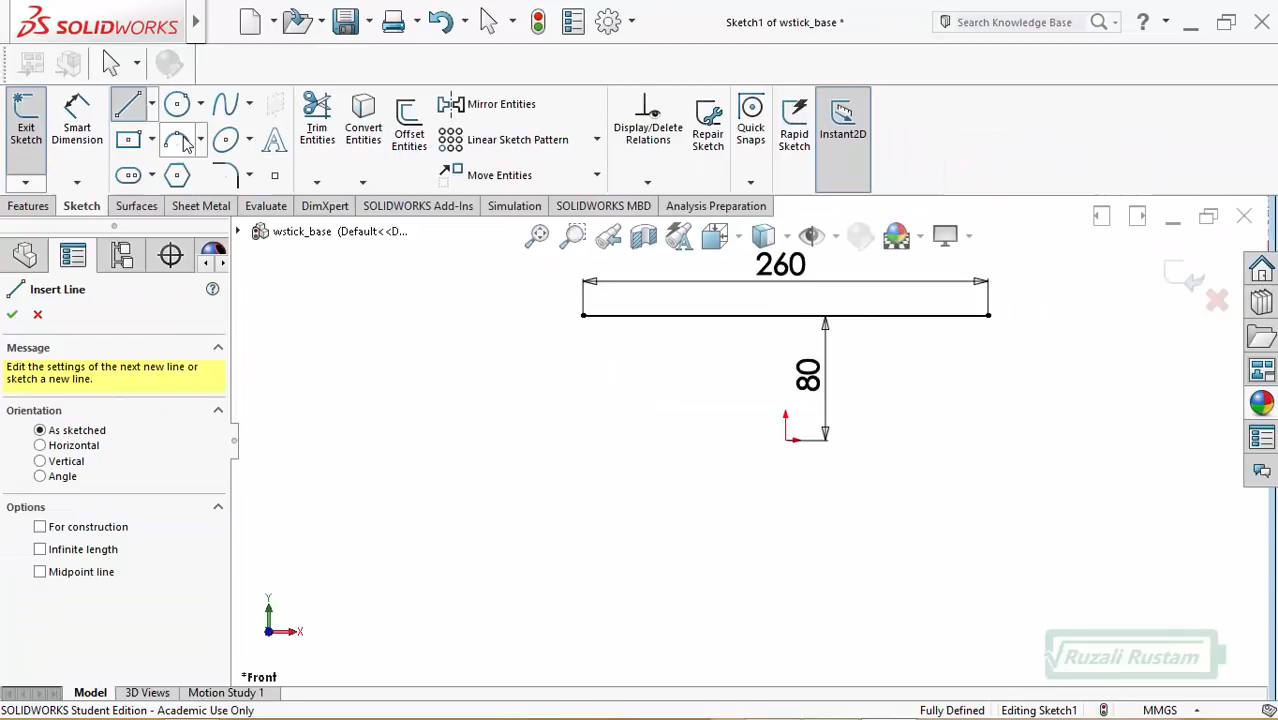 SOLIDWORKS
Sketch1 of wstick_base *
Search Knowledge Base
Exit Sketch
Smart Dimension
Trim Entities
Convert Entities
Offset Entities
Mirror Entities
Linear Sketch Pattern
Move Entities
Display/Delete Relations
Repair Sketch
Quick Snaps
Rapid Sketch
Instant2D
Features
Sketch
Surfaces
Sheet Metal
Evaluate
DimXpert
SOLIDWORKS Add-Ins
Simulation
SOLIDWORKS MBD
Analysis Preparation
wstick_base (Default<<D...
Insert Line
Message
Edit the settings of the next new line or
sketch a new line.
Orientation
As sketched
Horizontal
Vertical
Angle
Options
For construction
Infinite length
Midpoint line
260
80
Y
X
*Front
Ruzali Rustam
Model
3D Views
Motion Study 1
SOLIDWORKS Student Edition - Academic Use Only
Fully Defined
Editing Sketch1
MMGS